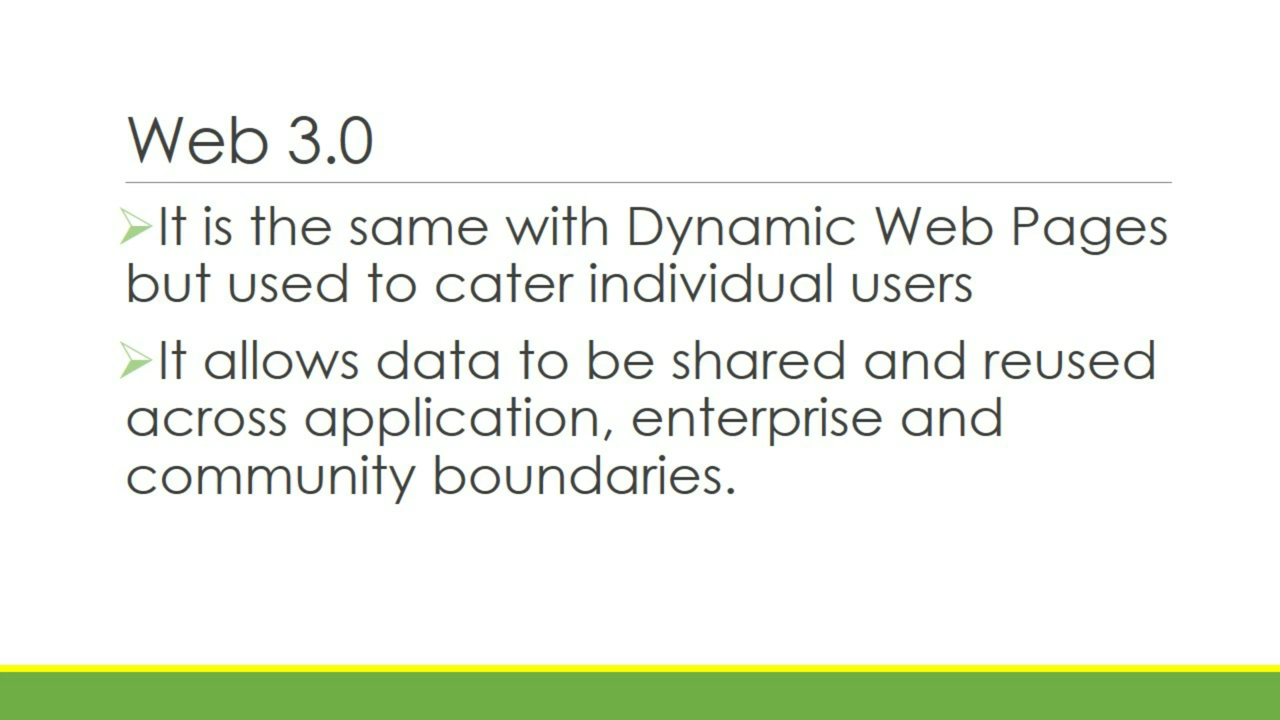 Web 3.0
It is the same with Dynamic Web Pages
but used to cater individual users
It allows data to be shared and reused
across application, enterprise and
community boundaries.